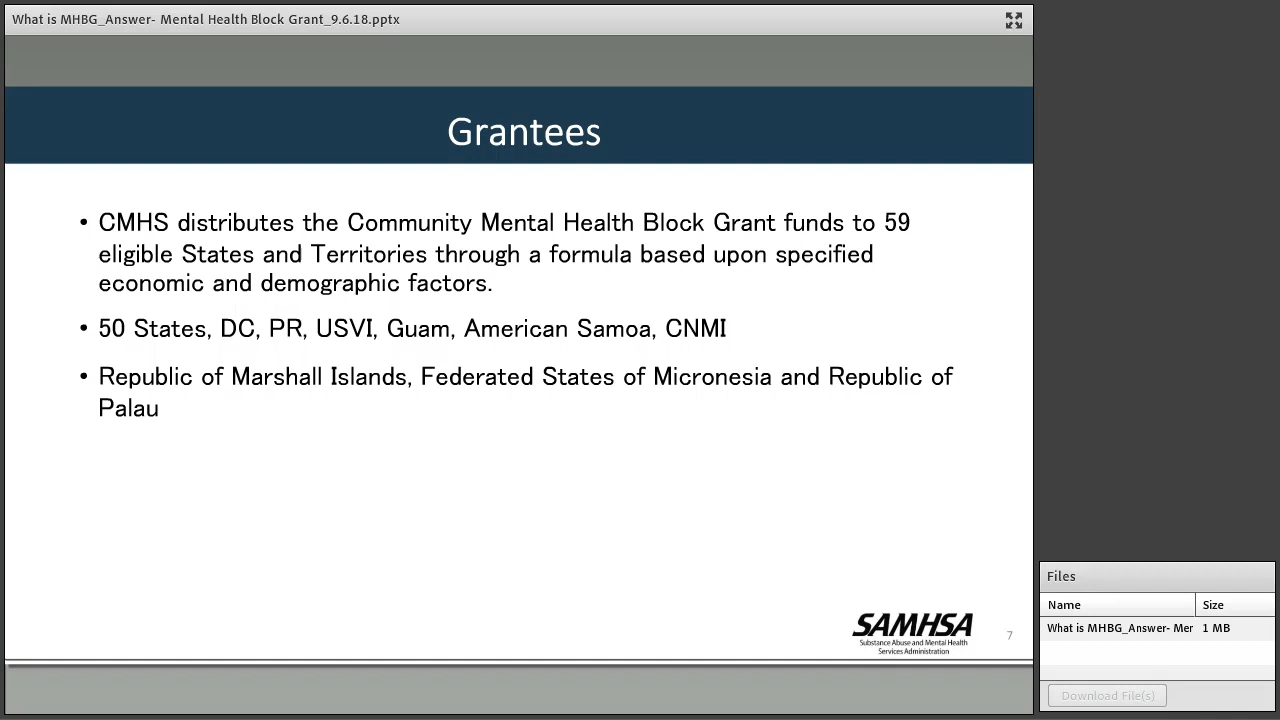 What is MHBG_Answer- Mental Health Block Grant_9.6.18.pptx
Grantees
• CMHS distributes the Community Mental Health Block Grant funds to 59
eligible States and Territories through a formula based upon specified
economic and demographic factors.
• 50 States, DC, PR, USVI, Guam, American Samoa, CNMI
• Republic of Marshall Islands, Federated States of Micronesia and Republic of
Palau
SAMHSA
Substance Abuse and Mental Health
Services Administration
7
Files
Name Size
What is MHBG_Answer- Mer 1 MB
Download File(s)